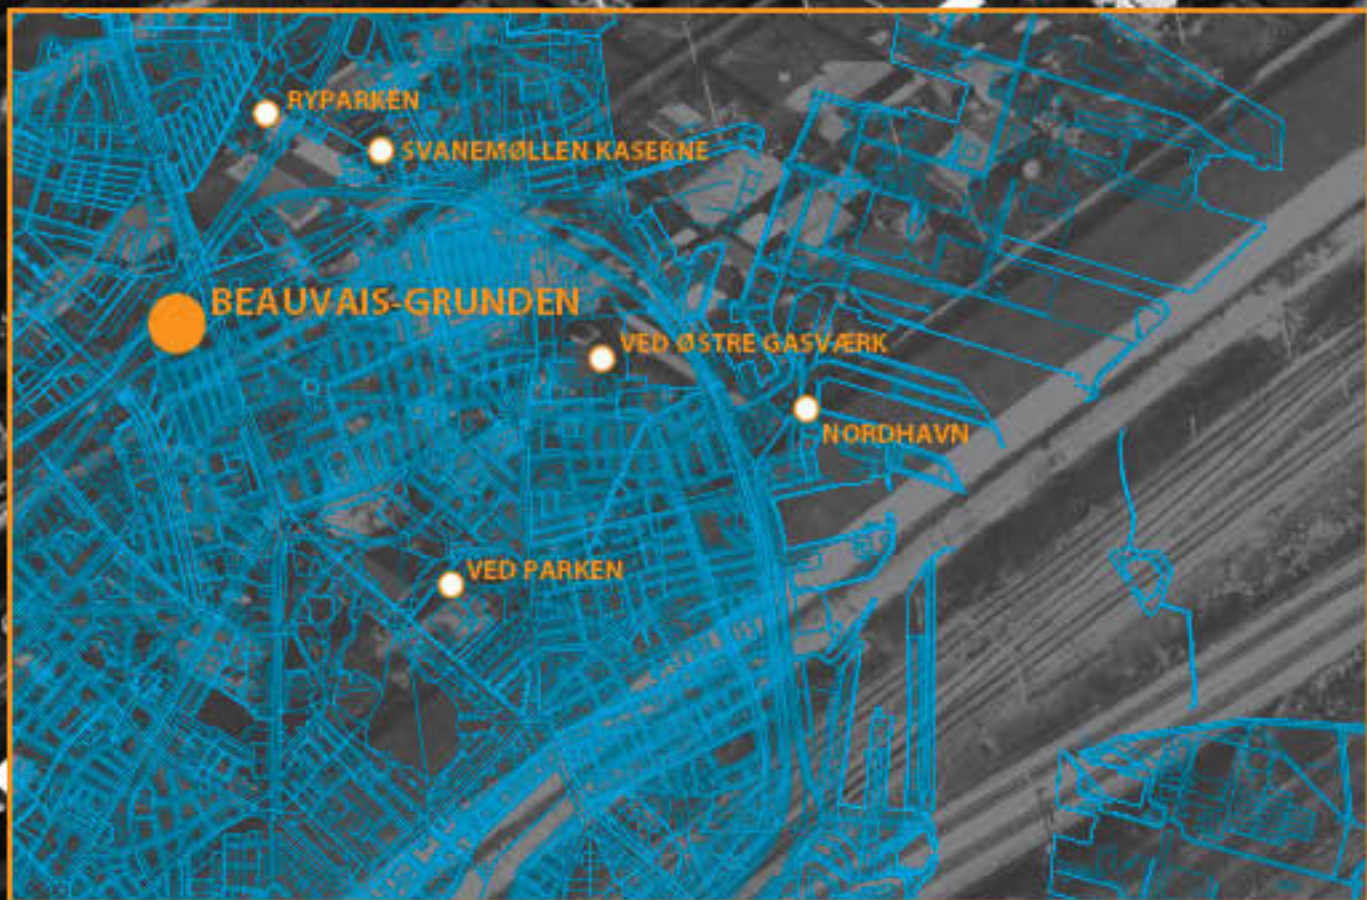 RYPARKEN
SVANEMØLLEN KASERNE
BEAUVAIS-GRUNDEN
VED ØSTRE GASVÆRK
NORDHAVN
VED PARKEN